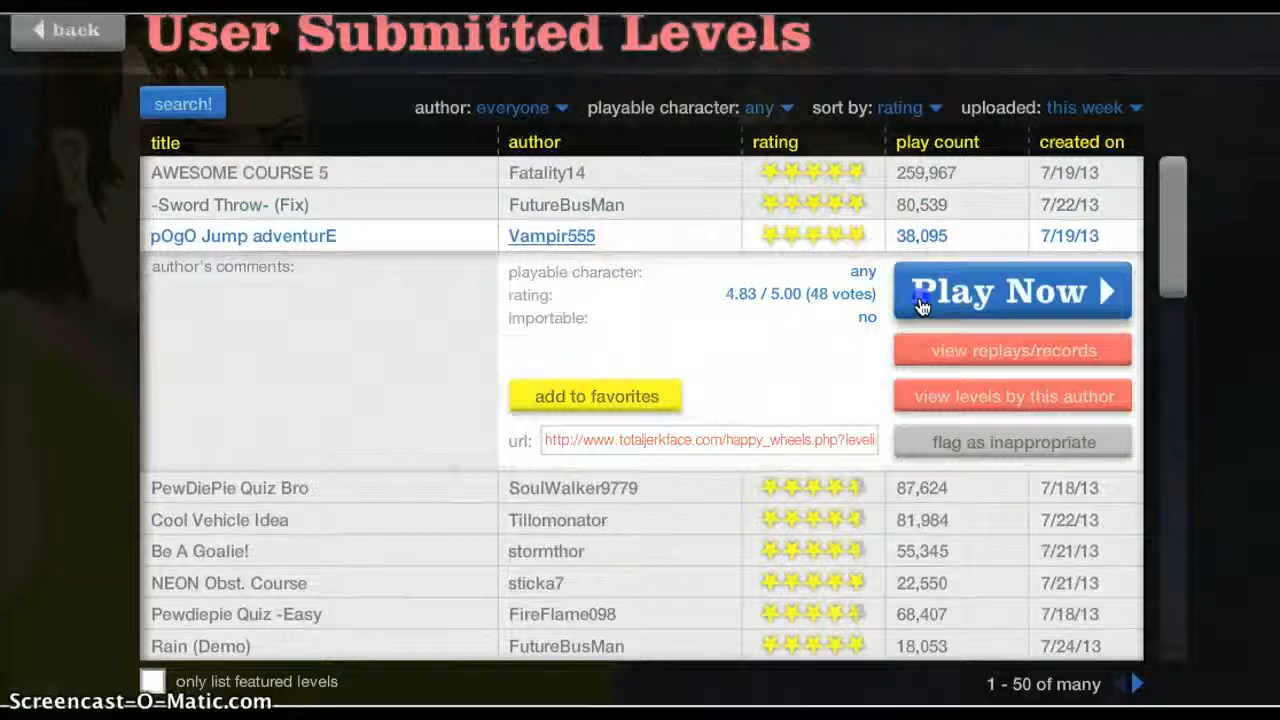 back
User Submitted Levels
search!
author: everyone playable character: any sort by: rating uploaded: this week
title author rating play count created on
AWESOME COURSE 5 Fatality14 259,967 7/19/13
-Sword Throw- (Fix) FutureBusMan 80,539 7/22/13
pOgO Jump adventurE Vampir555 38,095 7/19/13
author's comments:
playable character: any
rating: 4.83 / 5.00 (48 votes)
importable: no
Play Now
view replays/records
add to favorites
view levels by this author
url: http://www.totaljerkface.com/happy_wheels.php?leveli
flag as inappropriate
PewDiePie Quiz Bro SoulWalker9779 87,624 7/18/13
Cool Vehicle Idea Tillomonator 81,984 7/22/13
Be A Goalie! stormthor 55,345 7/21/13
NEON Obst. Course sticka7 22,550 7/21/13
Pewdiepie Quiz -Easy FireFlame098 68,407 7/18/13
Rain (Demo) FutureBusMan 18,053 7/24/13
only list featured levels
1 - 50 of many
Screencast-O-Matic.com